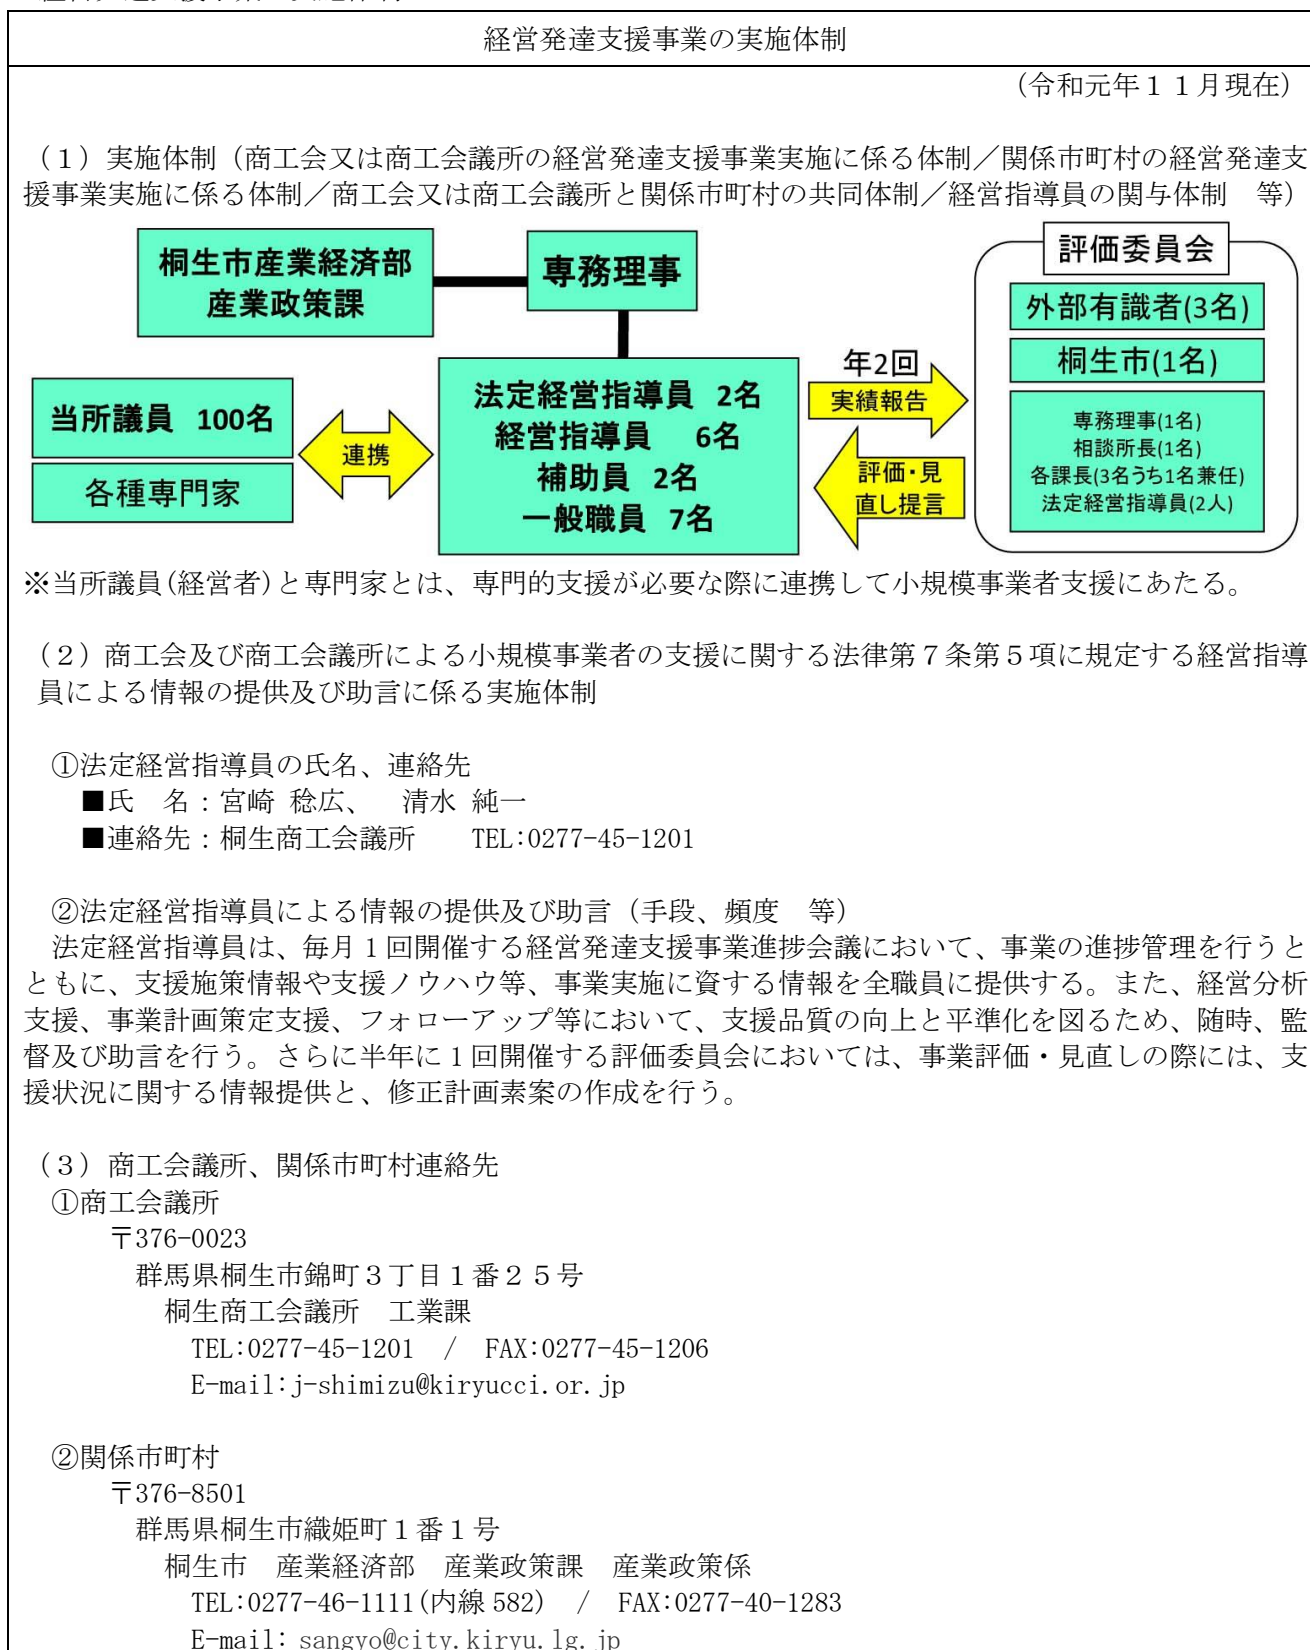 経営発達支援事業の実施体制
（令和元年１１月現在）
（１）実施体制（商工会又は商工会議所の経営発達支援事業実施に係る体制／関係市町村の経営発達支
援事業実施に係る体制／商工会又は商工会議所と関係市町村の共同体制／経営指導員の関与体制　等）
桐生市産業経済部
産業政策課
専務理事
当所議員 100名
各種専門家
連携
法定経営指導員 2名
経営指導員 6名
補助員 2名
一般職員 7名
年2回
実績報告
評価・見
直し提言
評価委員会
外部有識者(3名)
桐生市(1名)
専務理事(1名)
相談所長(1名)
各課長(3名うち1名兼任)
法定経営指導員(2人)
※当所議員(経営者)と専門家とは、専門的支援が必要な際に連携して小規模事業者支援にあたる。
（２）商工会及び商工会議所による小規模事業者の支援に関する法律第７条第５項に規定する経営指導
員による情報の提供及び助言に係る実施体制
①法定経営指導員の氏名、連絡先
■氏　名：宮崎 稔広、　清水 純一
■連絡先：桐生商工会議所　　TEL:0277-45-1201
②法定経営指導員による情報の提供及び助言（手段、頻度　等）
法定経営指導員は、毎月１回開催する経営発達支援事業進捗会議において、事業の進捗管理を行うと
ともに、支援施策情報や支援ノウハウ等、事業実施に資する情報を全職員に提供する。また、経営分析
支援、事業計画策定支援、フォローアップ等において、支援品質の向上と平準化を図るため、随時、監
督及び助言を行う。さらに半年に１回開催する評価委員会においては、事業評価・見直しの際には、支
援状況に関する情報提供と、修正計画素案の作成を行う。
（３）商工会議所、関係市町村連絡先
①商工会議所
〒376-0023
群馬県桐生市錦町３丁目１番２５号
桐生商工会議所　工業課
TEL:0277-45-1201　/　FAX:0277-45-1206
E-mail:j-shimizu@kiryucci.or.jp
②関係市町村
〒376-8501
群馬県桐生市織姫町１番１号
桐生市　産業経済部　産業政策課　産業政策係
TEL:0277-46-1111(内線 582)　/　FAX:0277-40-1283
E-mail: sangyo@city.kiryu.lg.jp